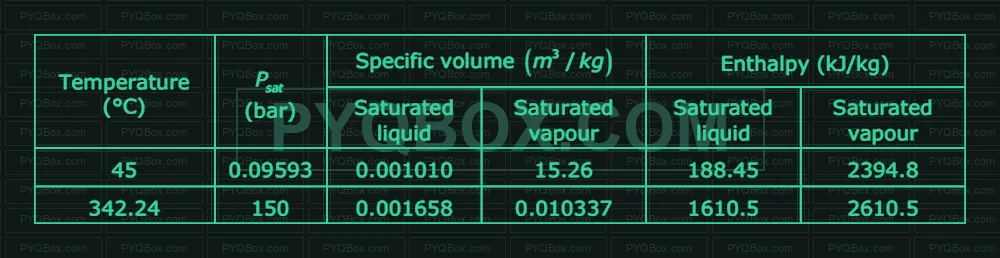 Temperature (°C) P_sat (bar) Specific volume (m³/kg) Enthalpy (kJ/kg)
Saturated liquid Saturated vapour Saturated liquid Saturated vapour
45 0.09593 0.001010 15.26 188.45 2394.8
342.24 150 0.001658 0.010337 1610.5 2610.5
PYQBOX.COM
PYQBox.com